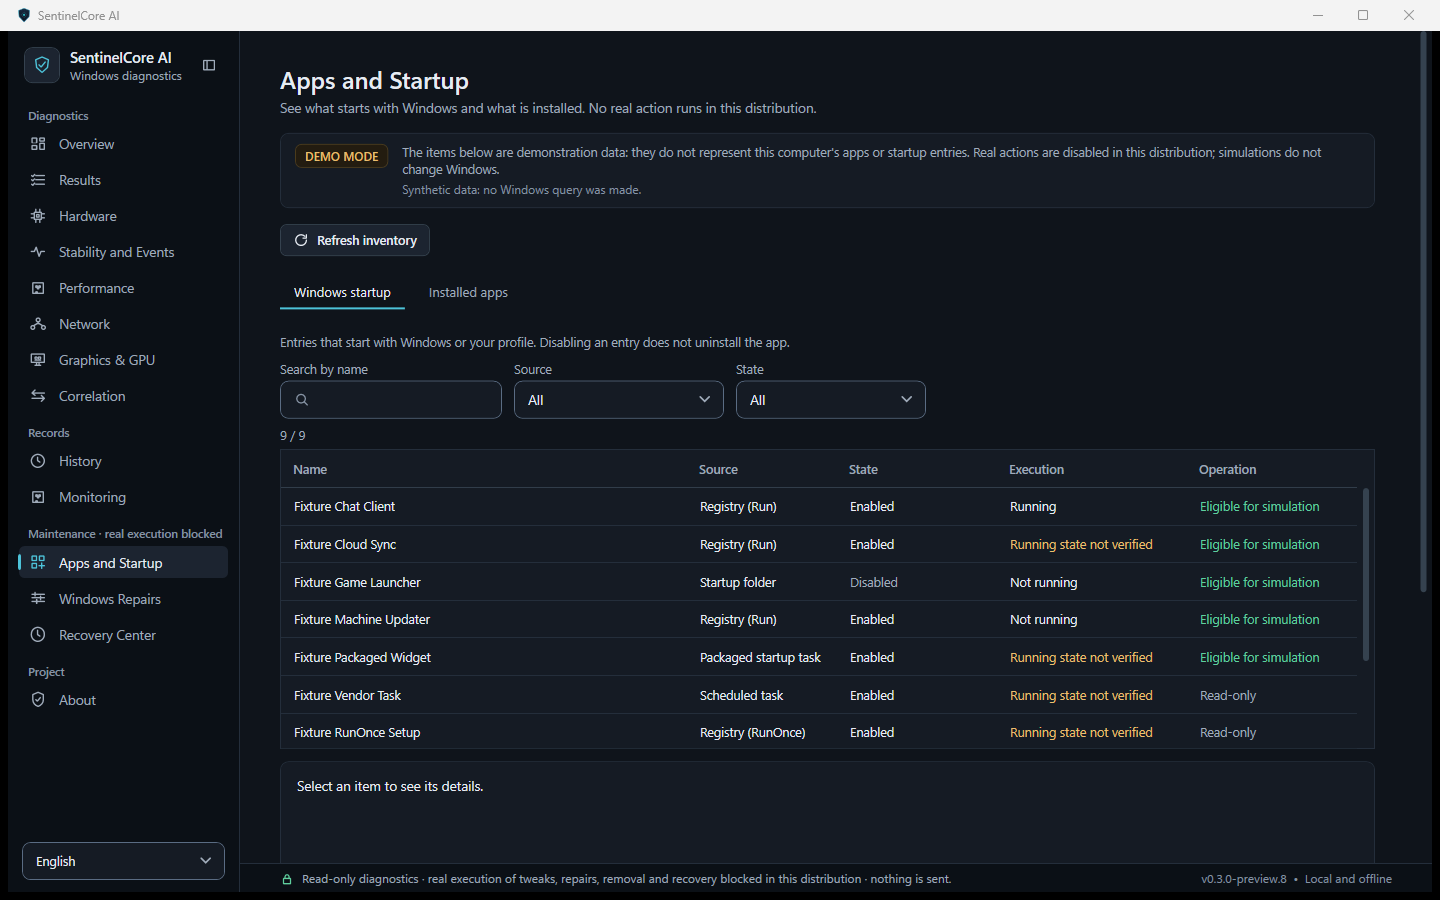 SentinelCore AI
SentinelCore AI
Windows diagnostics
Diagnostics
Overview
Results
Hardware
Stability and Events
Performance
Network
Graphics & GPU
Correlation
Records
History
Monitoring
Maintenance · real execution blocked
Apps and Startup
Windows Repairs
Recovery Center
Project
About
English
Apps and Startup
See what starts with Windows and what is installed. No real action runs in this distribution.
DEMO MODE
The items below are demonstration data: they do not represent this computer's apps or startup entries. Real actions are disabled in this distribution; simulations do not
change Windows.
Synthetic data: no Windows query was made.
Refresh inventory
Windows startup Installed apps
Entries that start with Windows or your profile. Disabling an entry does not uninstall the app.
Search by name Source State
All All
9 / 9
Name Source State Execution Operation
Fixture Chat Client Registry (Run) Enabled Running Eligible for simulation
Fixture Cloud Sync Registry (Run) Enabled Running state not verified Eligible for simulation
Fixture Game Launcher Startup folder Disabled Not running Eligible for simulation
Fixture Machine Updater Registry (Run) Enabled Not running Eligible for simulation
Fixture Packaged Widget Packaged startup task Enabled Running state not verified Eligible for simulation
Fixture Vendor Task Scheduled task Enabled Running state not verified Read-only
Fixture RunOnce Setup Registry (RunOnce) Enabled Running state not verified Read-only
Select an item to see its details.
Read-only diagnostics · real execution of tweaks, repairs, removal and recovery blocked in this distribution · nothing is sent.
v0.3.0-preview.8 • Local and offline